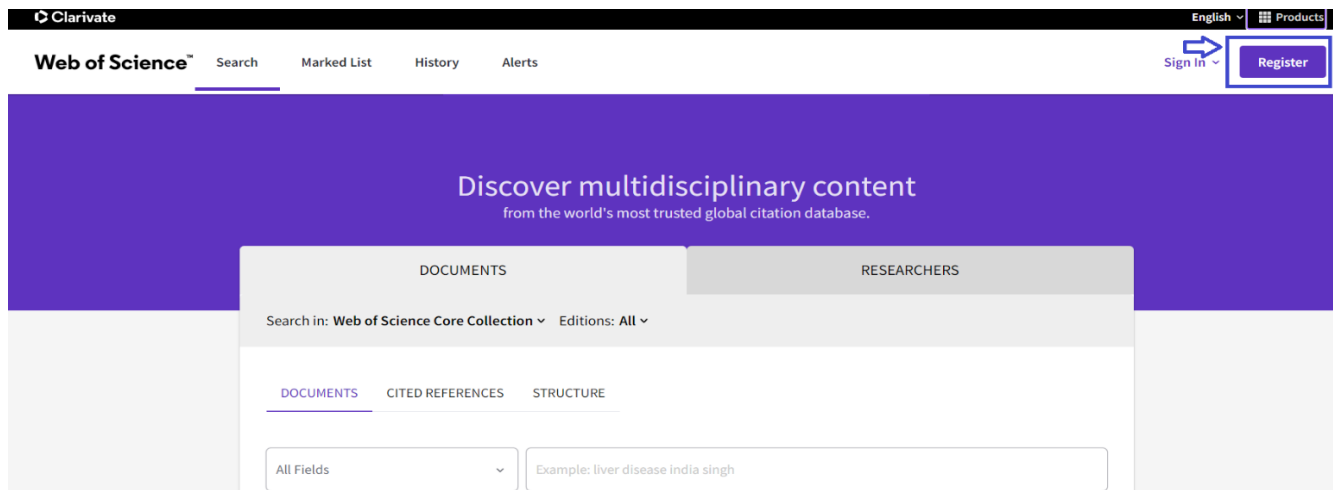 Clarivate English Products
Web of Science™ Search Marked List History Alerts Sign In Register
Discover multidisciplinary content
from the world's most trusted global citation database.
DOCUMENTS RESEARCHERS
Search in: Web of Science Core Collection Editions: All
DOCUMENTS CITED REFERENCES STRUCTURE
All Fields Example: liver disease india singh